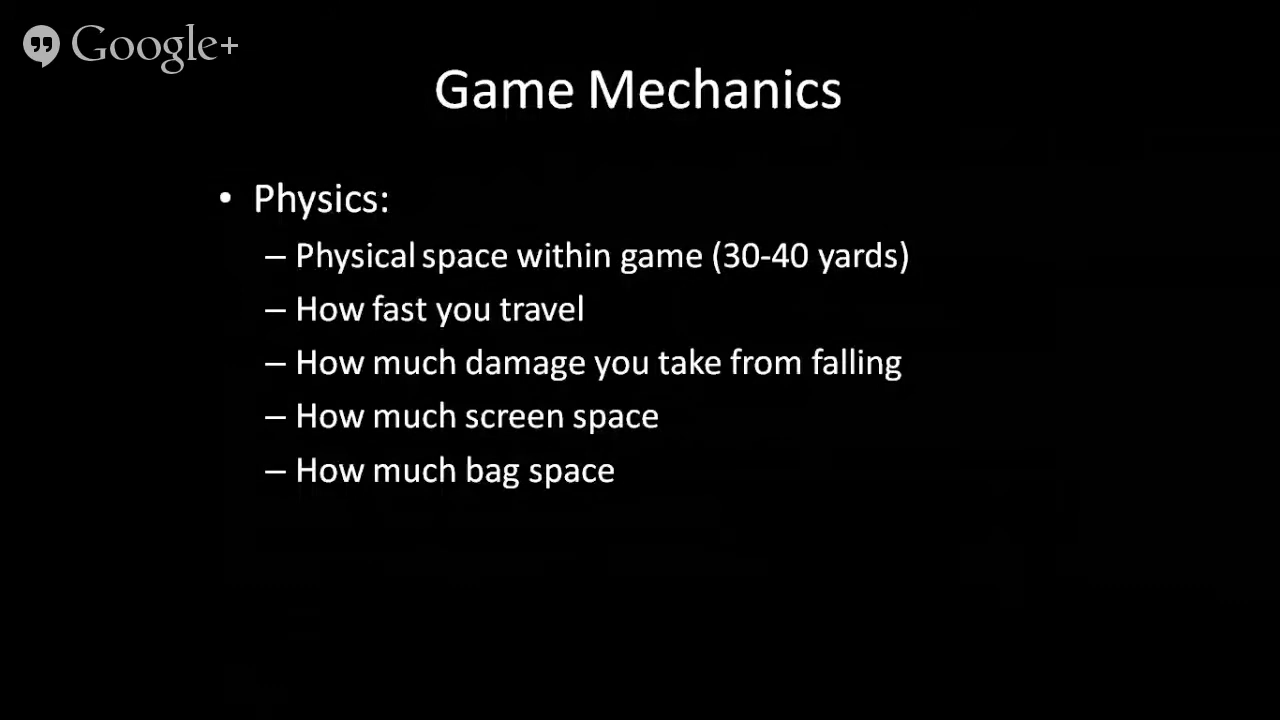 Google+
Game Mechanics
• Physics:
– Physical space within game (30-40 yards)
– How fast you travel
– How much damage you take from falling
– How much screen space
– How much bag space